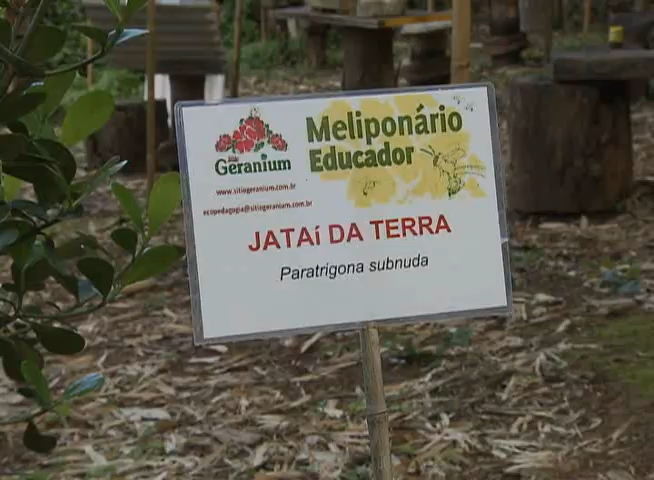 Sítio
Geranium
www.sitiogeranium.com.br
ecopedagogia@sitiogeranium.com.br
Meliponário
Educador
JATAí DA TERRA
Paratrigona subnuda